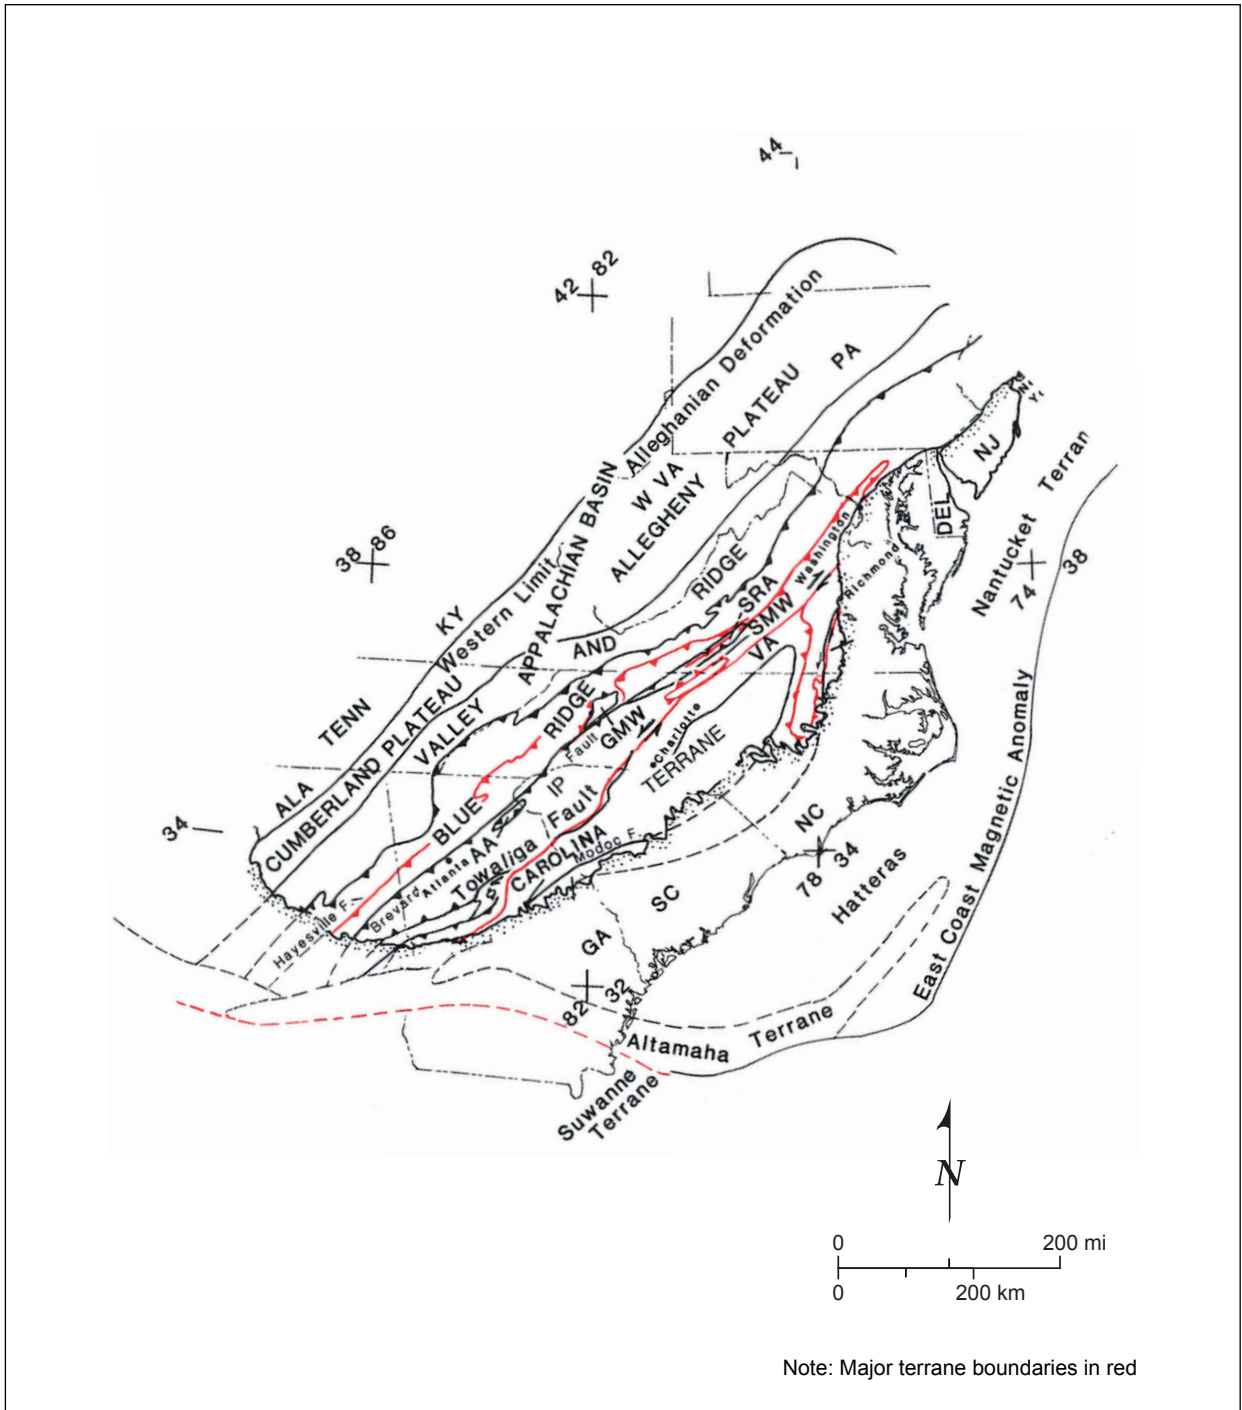 44
42 82
Western Limit Alleghanian Deformation
PLATEAU PA
NJ
W VA
ALLEGHENY
APPALACHIAN BASIN
DEL
Nantucket Terran
38 86
74 38
Washington
Richmond
KY
RIDGE
SRA
SMW
VA
AND
VALLEY
TENN
CUMBERLAND PLATEAU
ALA
BLUE RIDGE
Fault
GMW
Charlotte
TERRANE
IP
34
AA
Atlanta
Towaliga Fault
CAROLINA
Modoc F
Brevard
Hayesville F
NC
78 34
Hatteras
SC
GA
82 32
East Coast Magnetic Anomaly
Altamaha Terrane
Suwanne
Terrane
N
0 200 mi
0 200 km
Note: Major terrane boundaries in red